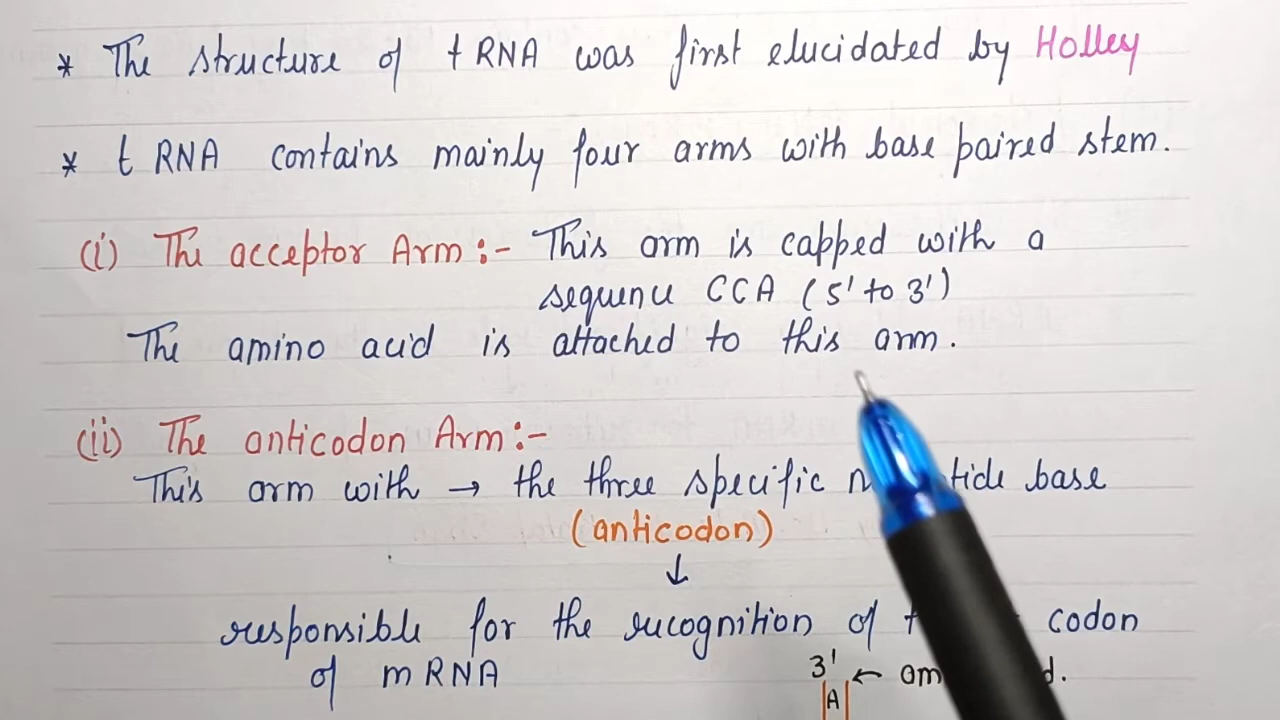 * The structure of tRNA was first elucidated by Holley
* tRNA contains mainly four arms with base paired stem.
(i) The acceptor Arm:- This arm is capped with a
sequence CCA (5' to 3')
The amino acid is attached to this arm.
(ii) The anticodon Arm:-
This arm with → the three specific base
(anticodon)
↓
responsible for the recognition of codon
of mRNA
3' ←
A